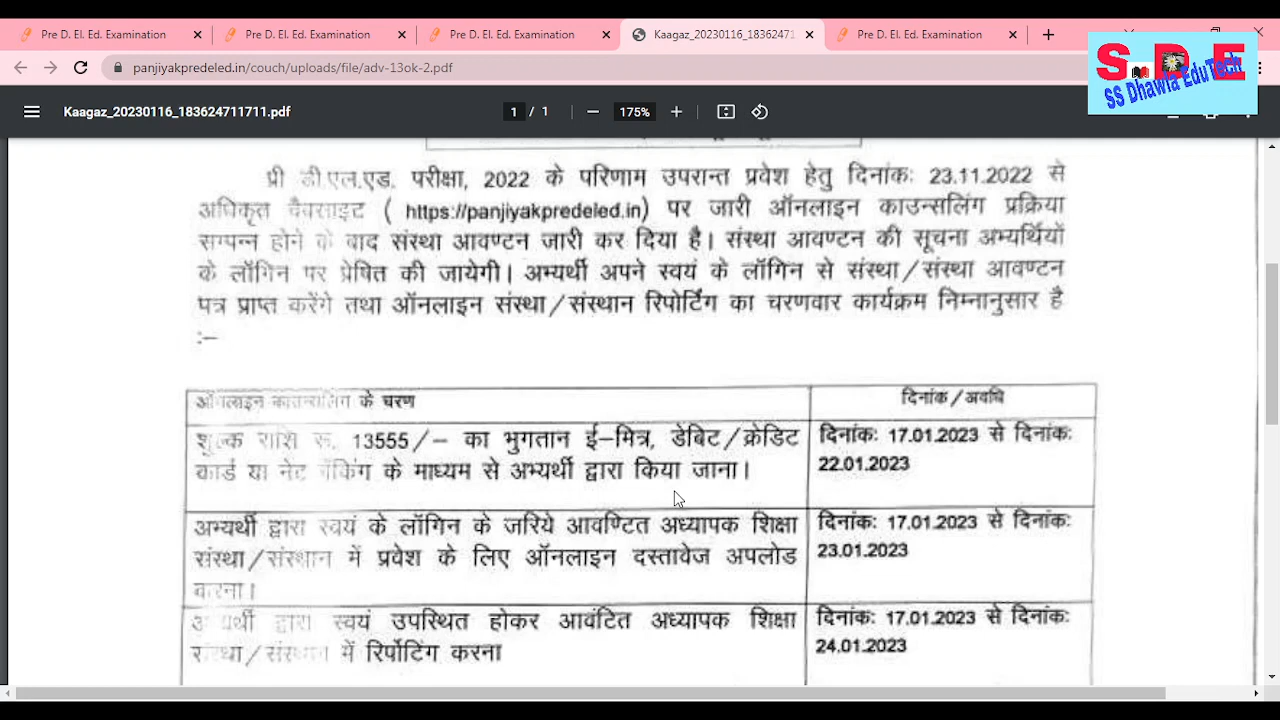 Pre D. El. Ed. Examination
Pre D. El. Ed. Examination
Pre D. El. Ed. Examination
Kaagaz_20230116_1836247
Pre D. El. Ed. Examination
panjiyakpredeled.in/couch/uploads/file/adv-13ok-2.pdf
S D E
SS Dhawla EduTech
Kaagaz_20230116_183624711711.pdf
1 / 1
175%
प्री डी.एल.एड. परीक्षा, 2022 के परिणाम उपरान्त प्रवेश हेतु दिनांकः 23.11.2022 से
अधिकृत वैबसाइट ( https://panjiyakpredeled.in) पर जारी ऑनलाइन काउन्सलिंग प्रक्रिया
सम्पन्न होने के बाद संस्था आवण्टन जारी कर दिया है। संस्था आवण्टन की सूचना अभ्यर्थियों
के लॉगिन पर प्रेषित की जायेगी। अभ्यर्थी अपने स्वयं के लॉगिन से संस्था/संस्था आवण्टन
पत्र प्राप्त करेंगे तथा ऑनलाइन संस्था/संस्थान रिपोर्टिंग का चरणवार कार्यक्रम निम्नानुसार है
:–
ऑनलाइन काउन्सलिंग के चरण
दिनांक/अवधि
शुल्क राशि रू. 13555/– का भुगतान ई–मित्र, डेबिट/क्रेडिट
कार्ड या नेट बैंकिंग के माध्यम से अभ्यर्थी द्वारा किया जाना।
दिनांकः 17.01.2023 से दिनांकः
22.01.2023
अभ्यर्थी द्वारा स्वयं के लॉगिन के जरिये आवण्टित अध्यापक शिक्षा
संस्था/संस्थान में प्रवेश के लिए ऑनलाइन दस्तावेज अपलोड
करना।
दिनांकः 17.01.2023 से दिनांकः
23.01.2023
अभ्यर्थी द्वारा स्वयं उपस्थित होकर आवंटित अध्यापक शिक्षा
संस्था/संस्थान में रिर्पोटिंग करना
दिनांकः 17.01.2023 से दिनांकः
24.01.2023